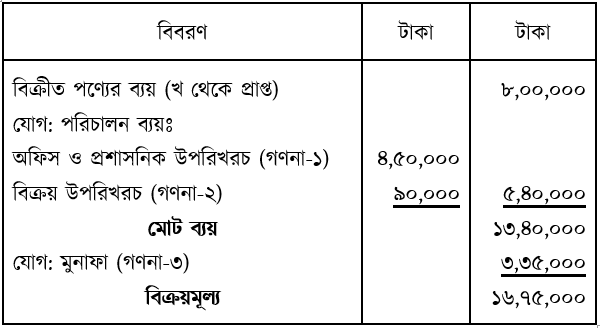 বিবরণ টাকা টাকা
বিক্রীত পণ্যের ব্যয় (খ থেকে প্রাপ্ত) ৮,০০,০০০
যোগ: পরিচালন ব্যয়ঃ
অফিস ও প্রশাসনিক উপরিখরচ (গণনা-১) ৪,৫০,০০০
বিক্রয় উপরিখরচ (গণনা-২) ৯০,০০০ ৫,৪০,০০০
মোট ব্যয় ১৩,৪০,০০০
যোগ: মুনাফা (গণনা-৩) ৩,৩৫,০০০
বিক্রয়মূল্য ১৬,৭৫,০০০